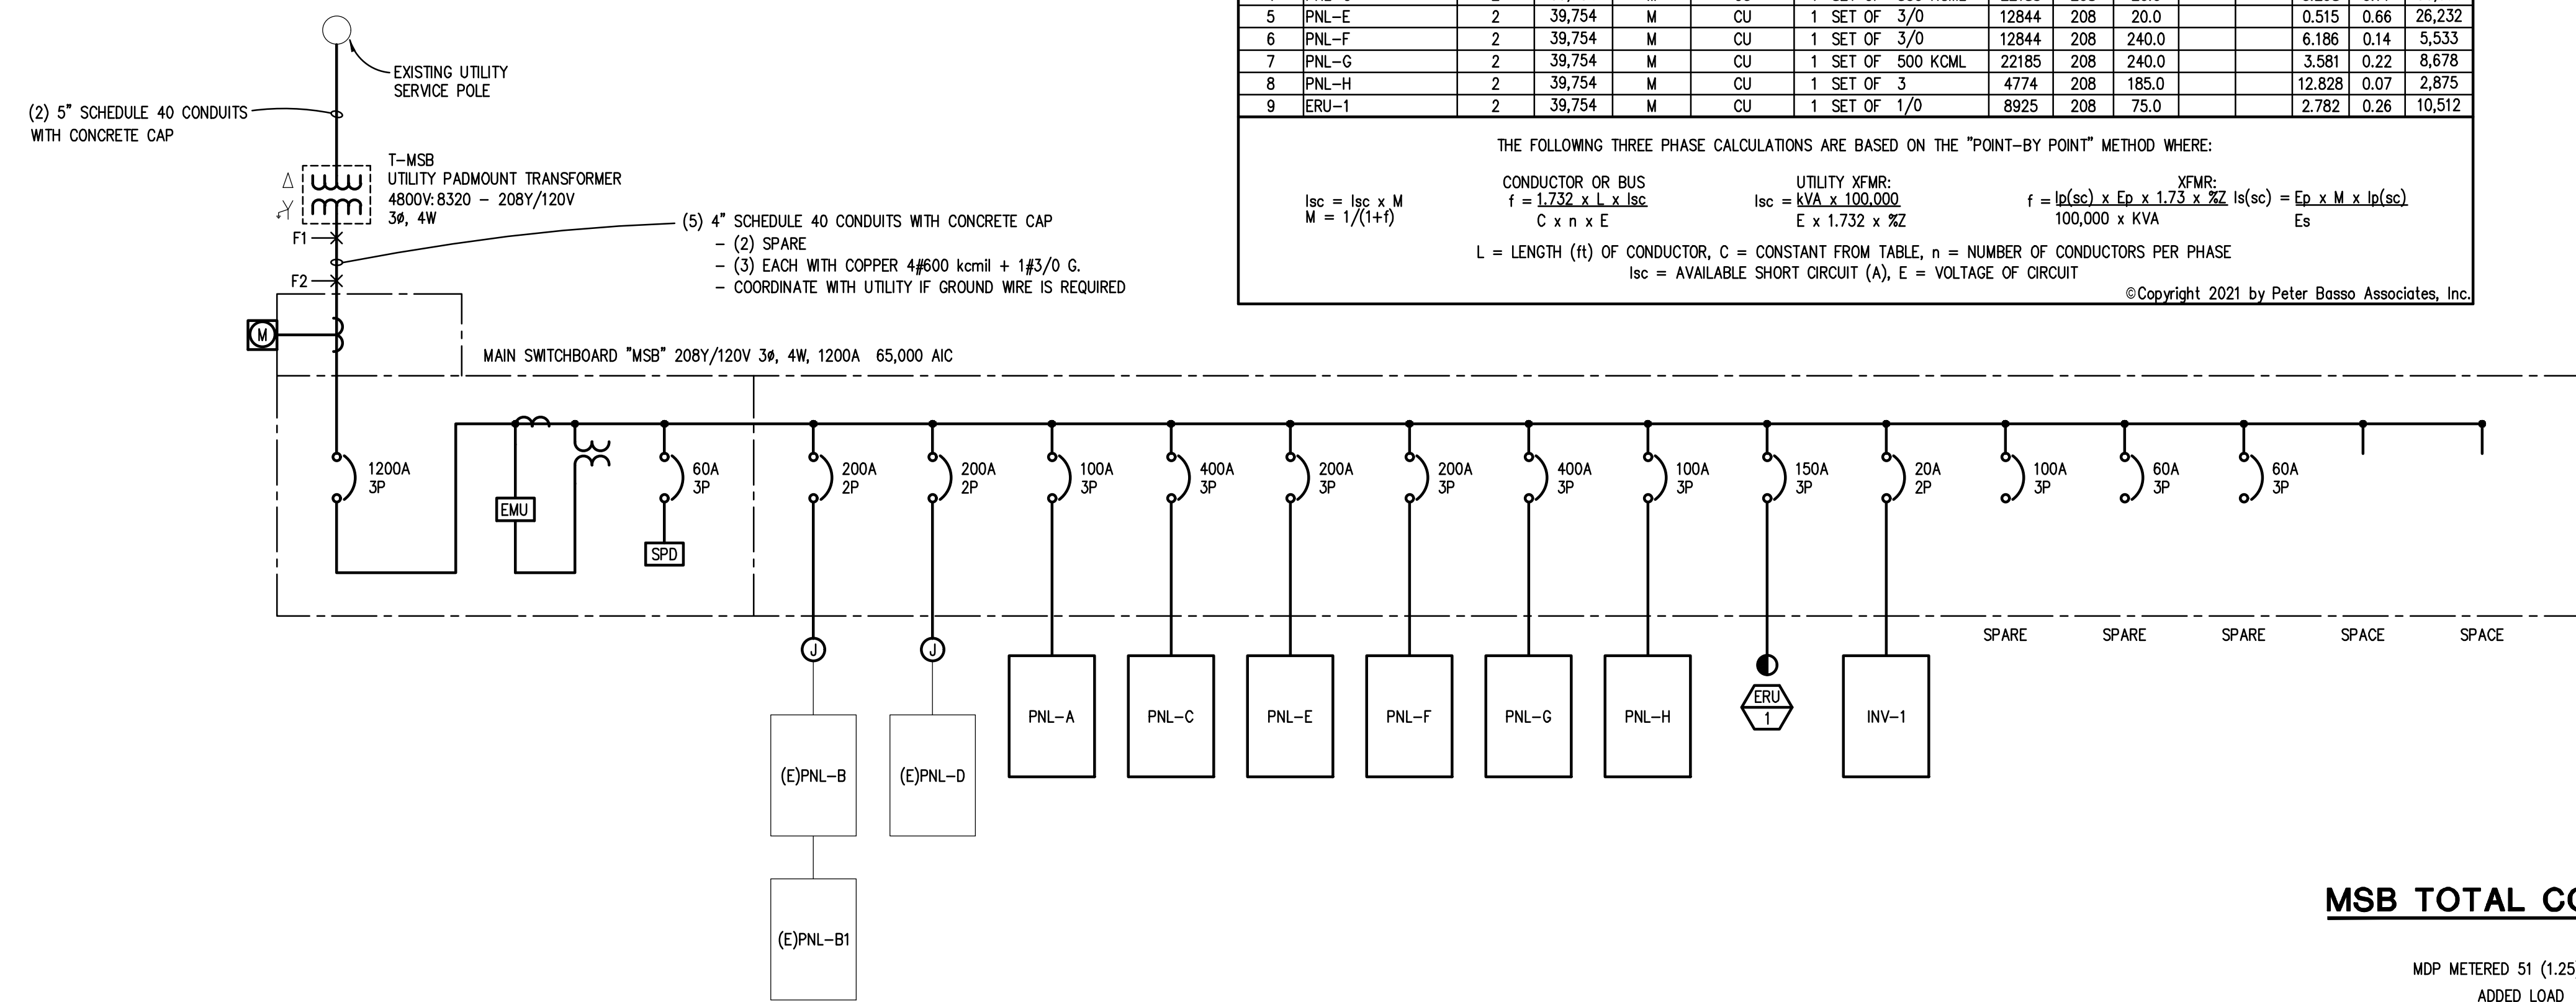 5 PNL-E 2 39,754 M CU 1 SET OF 3/0 12844 208 20.0 0.515 0.66 26,232
6 PNL-F 2 39,754 M CU 1 SET OF 3/0 12844 208 240.0 6.186 0.14 5,533
7 PNL-G 2 39,754 M CU 1 SET OF 500 KCML 22185 208 240.0 3.581 0.22 8,678
8 PNL-H 2 39,754 M CU 1 SET OF 3 4774 208 185.0 12.828 0.07 2,875
9 ERU-1 2 39,754 M CU 1 SET OF 1/0 8925 208 75.0 2.782 0.26 10,512
THE FOLLOWING THREE PHASE CALCULATIONS ARE BASED ON THE "POINT-BY POINT" METHOD WHERE:
CONDUCTOR OR BUS UTILITY XFMR: XFMR:
Isc = Isc x M f = 1.732 x L x Isc Isc = kVA x 100,000 f = Ip(sc) x Ep x 1.73 x %Z Is(sc) = Ep x M x Ip(sc)
M = 1/(1+f) C x n x E E x 1.732 x %Z 100,000 x KVA Es
L = LENGTH (ft) OF CONDUCTOR, C = CONSTANT FROM TABLE, n = NUMBER OF CONDUCTORS PER PHASE
Isc = AVAILABLE SHORT CIRCUIT (A), E = VOLTAGE OF CIRCUIT
©Copyright 2021 by Peter Basso Associates, Inc.
EXISTING UTILITY
SERVICE POLE
(2) 5" SCHEDULE 40 CONDUITS
WITH CONCRETE CAP
T-MSB
UTILITY PADMOUNT TRANSFORMER
4800V:8320 - 208Y/120V
3ø, 4W
Δ
Y
F1
F2
(5) 4" SCHEDULE 40 CONDUITS WITH CONCRETE CAP
- (2) SPARE
- (3) EACH WITH COPPER 4#600 kcmil + 1#3/0 G.
- COORDINATE WITH UTILITY IF GROUND WIRE IS REQUIRED
M
MAIN SWITCHBOARD "MSB" 208Y/120V 3ø, 4W, 1200A 65,000 AIC
1200A 60A 200A 200A 100A 400A 200A 200A 400A 100A 150A 20A 100A 60A 60A
3P 3P 2P 2P 3P 3P 3P 3P 3P 3P 3P 2P 3P 3P 3P
EMU
SPD
SPARE SPARE SPARE SPACE SPACE
J J
ERU
PNL-A PNL-C PNL-E PNL-F PNL-G PNL-H 1 INV-1
(E)PNL-B (E)PNL-D
(E)PNL-B1
MSB TOTAL
MDP METERED 51 (1.25
ADDED LOAD